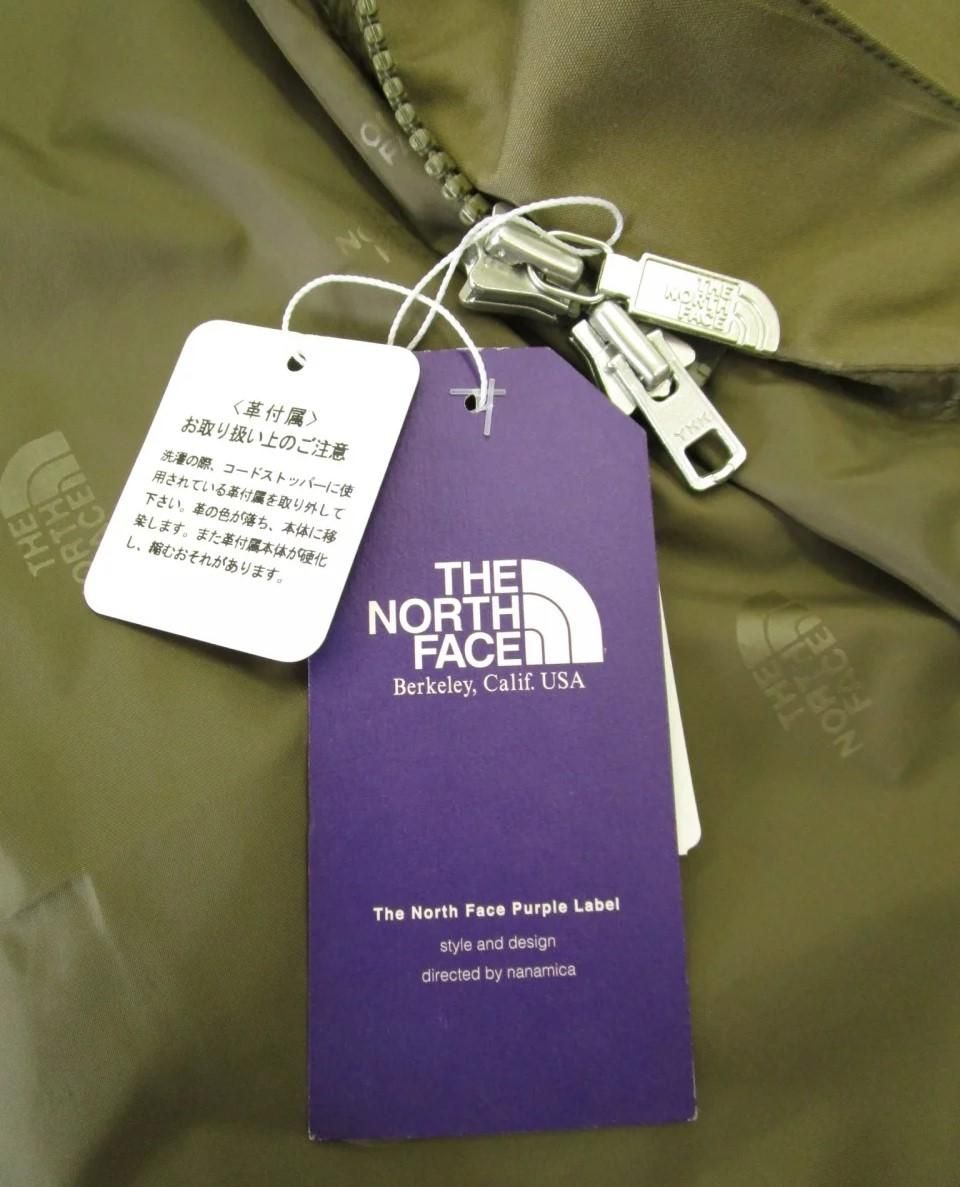 〈革付属〉
お取り扱い上のご注意
洗濯の際、コードストッパーに使
用されている革付属を取り外して
下さい。革の色が落ち、本体に移
染します。また革付属本体が硬化
し、縮むおそれがあります。
THE
NORTH
FACE
Berkeley, Calif. USA
The North Face Purple Label
style and design
directed by nanamica
THE
NORTH
FACE
YKK
THE
NORTH
FACE
THE
NORTH
FACE